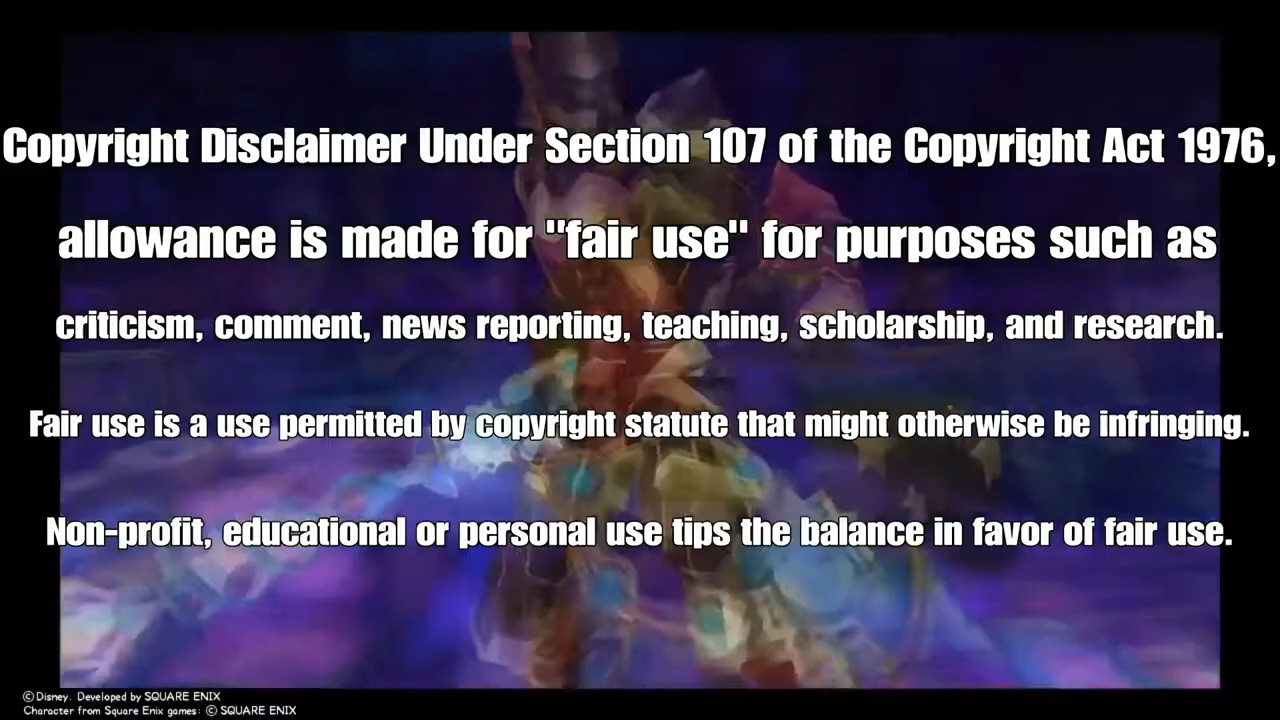 Copyright Disclaimer Under Section 107 of the Copyright Act 1976,
allowance is made for "fair use" for purposes such as
criticism, comment, news reporting, teaching, scholarship, and research.
Fair use is a use permitted by copyright statute that might otherwise be infringing.
Non-profit, educational or personal use tips the balance in favor of fair use.
©Disney. Developed by SQUARE ENIX
Character from Square Enix games: © SQUARE ENIX